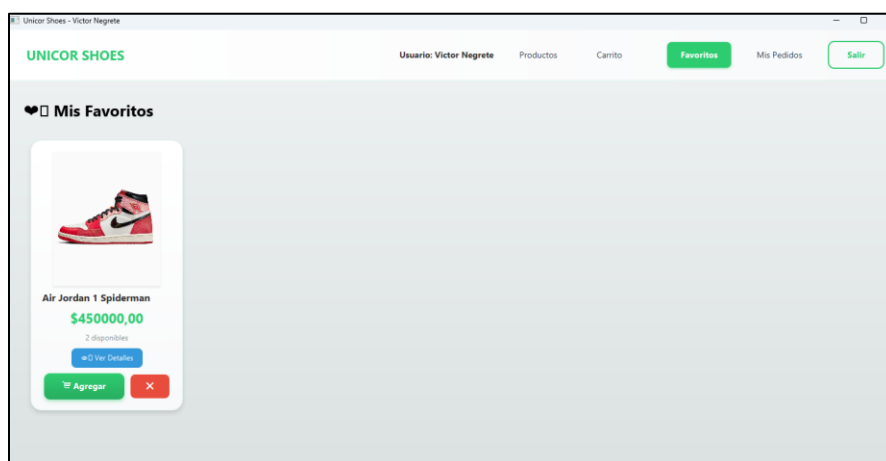 Unicor Shoes - Victor Negrete
UNICOR SHOES
Usuario: Victor Negrete
Productos
Carrito
Favoritos
Mis Pedidos
Salir
❤️▯ Mis Favoritos
Air Jordan 1 Spiderman
$450000,00
2 disponibles
👁▯ Ver Detalles
🛒 Agregar
✕